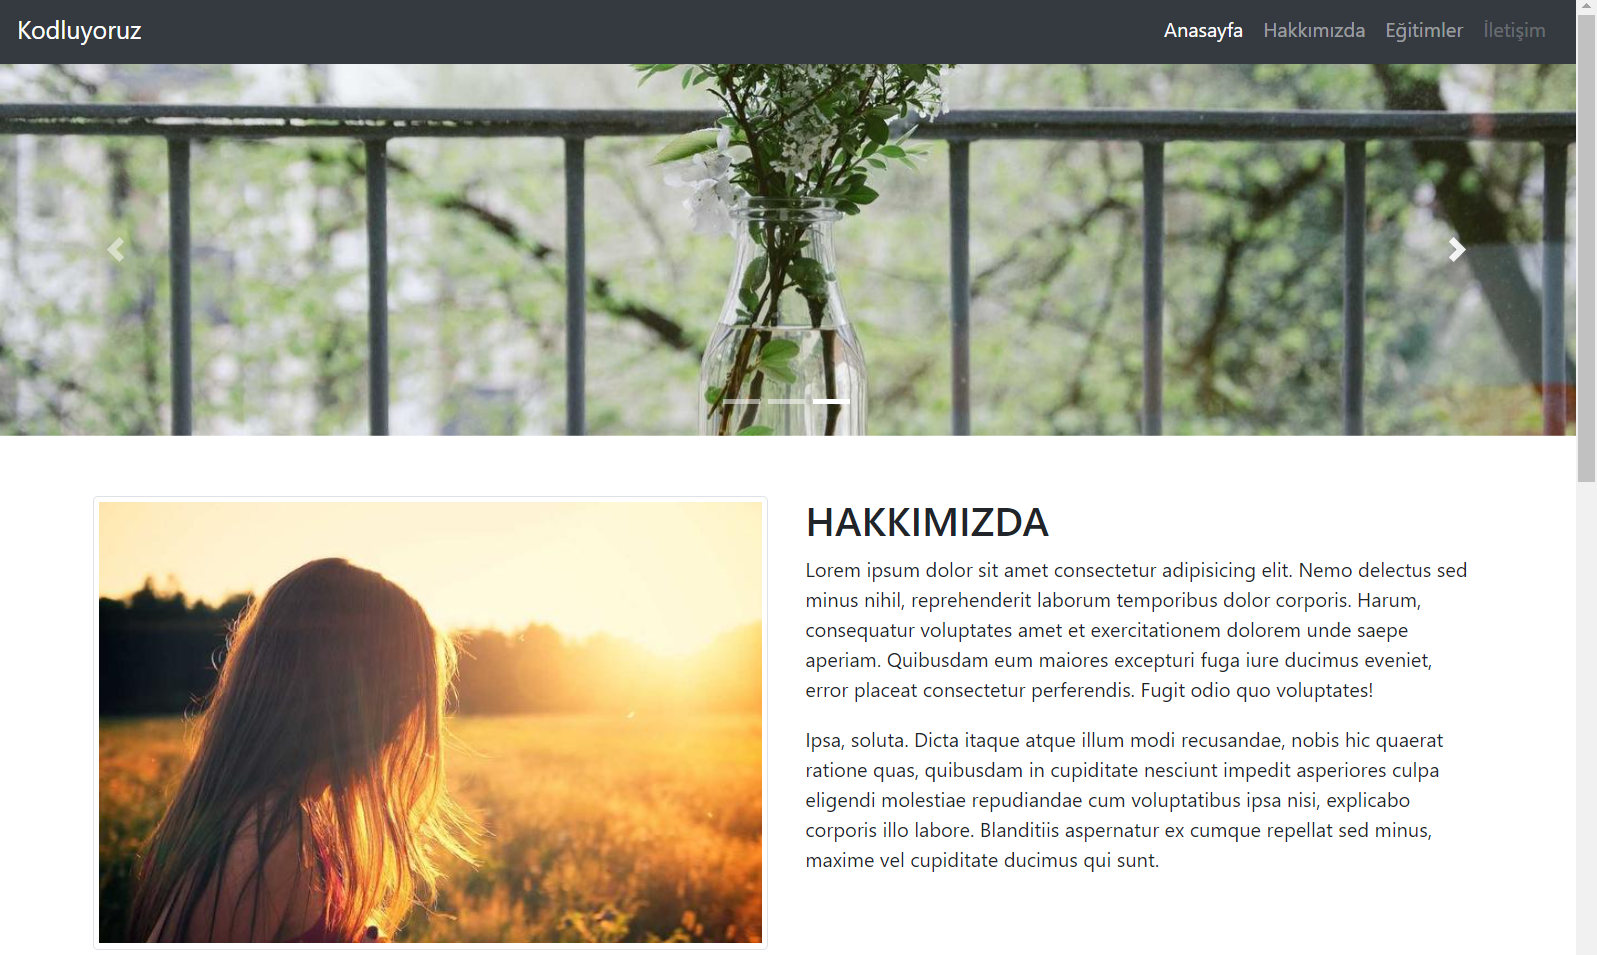 Kodluyoruz
Anasayfa Hakkımızda Eğitimler İletişim
HAKKIMIZDA
Lorem ipsum dolor sit amet consectetur adipisicing elit. Nemo delectus sed
minus nihil, reprehenderit laborum temporibus dolor corporis. Harum,
consequatur voluptates amet et exercitationem dolorem unde saepe
aperiam. Quibusdam eum maiores excepturi fuga iure ducimus eveniet,
error placeat consectetur perferendis. Fugit odio quo voluptates!
Ipsa, soluta. Dicta itaque atque illum modi recusandae, nobis hic quaerat
ratione quas, quibusdam in cupiditate nesciunt impedit asperiores culpa
eligendi molestiae repudiandae cum voluptatibus ipsa nisi, explicabo
corporis illo labore. Blanditiis aspernatur ex cumque repellat sed minus,
maxime vel cupiditate ducimus qui sunt.